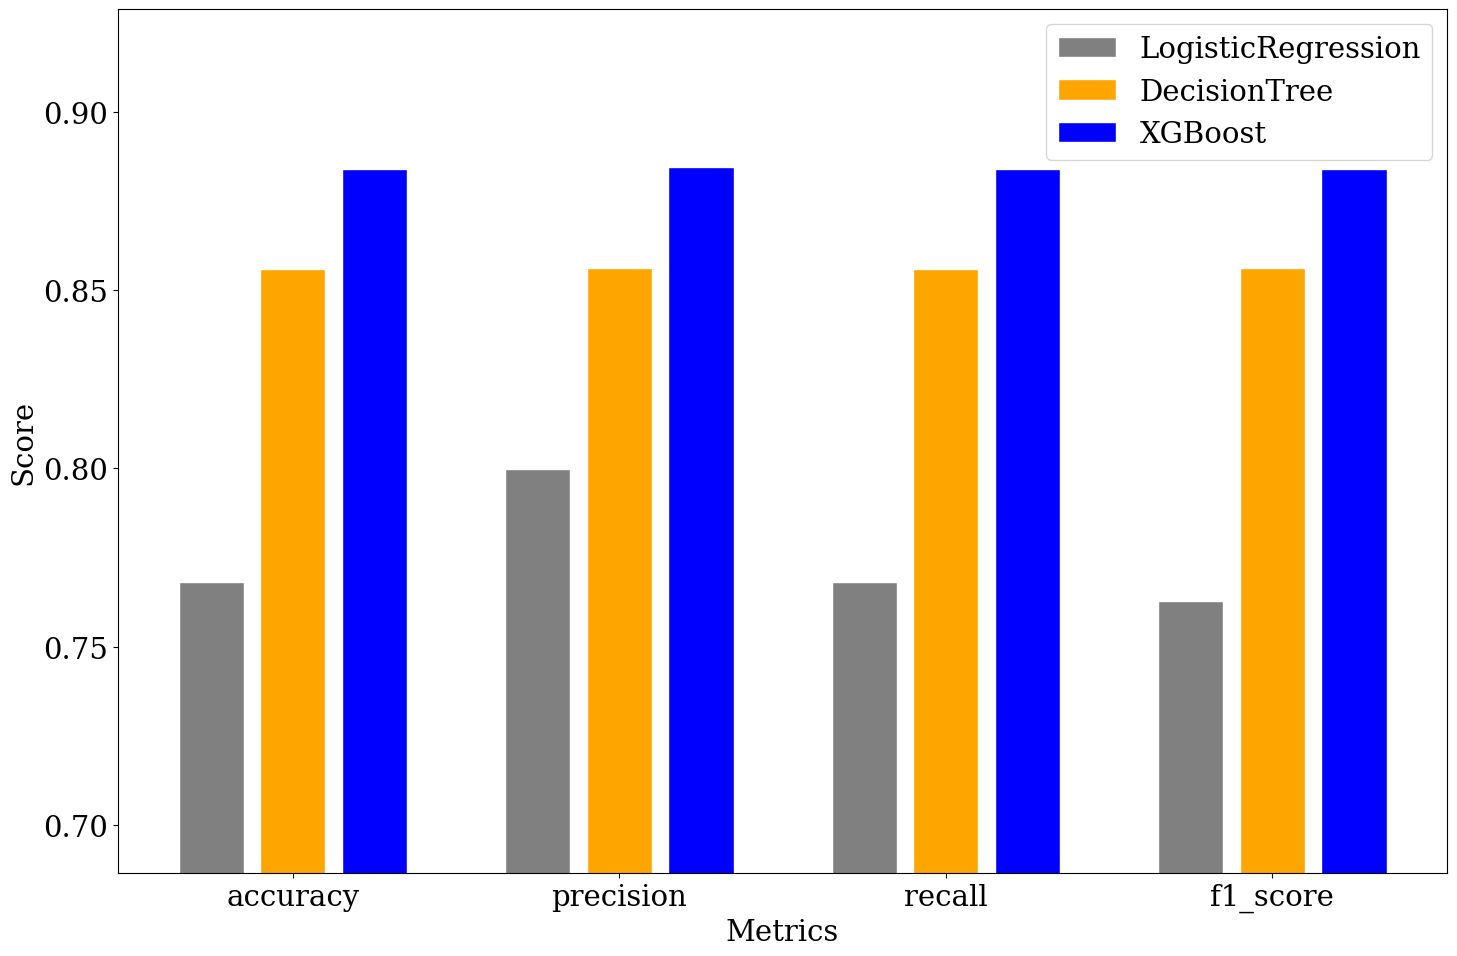 LogisticRegression
DecisionTree
XGBoost
Score
0.90
0.85
0.80
0.75
0.70
accuracy precision recall f1_score
Metrics